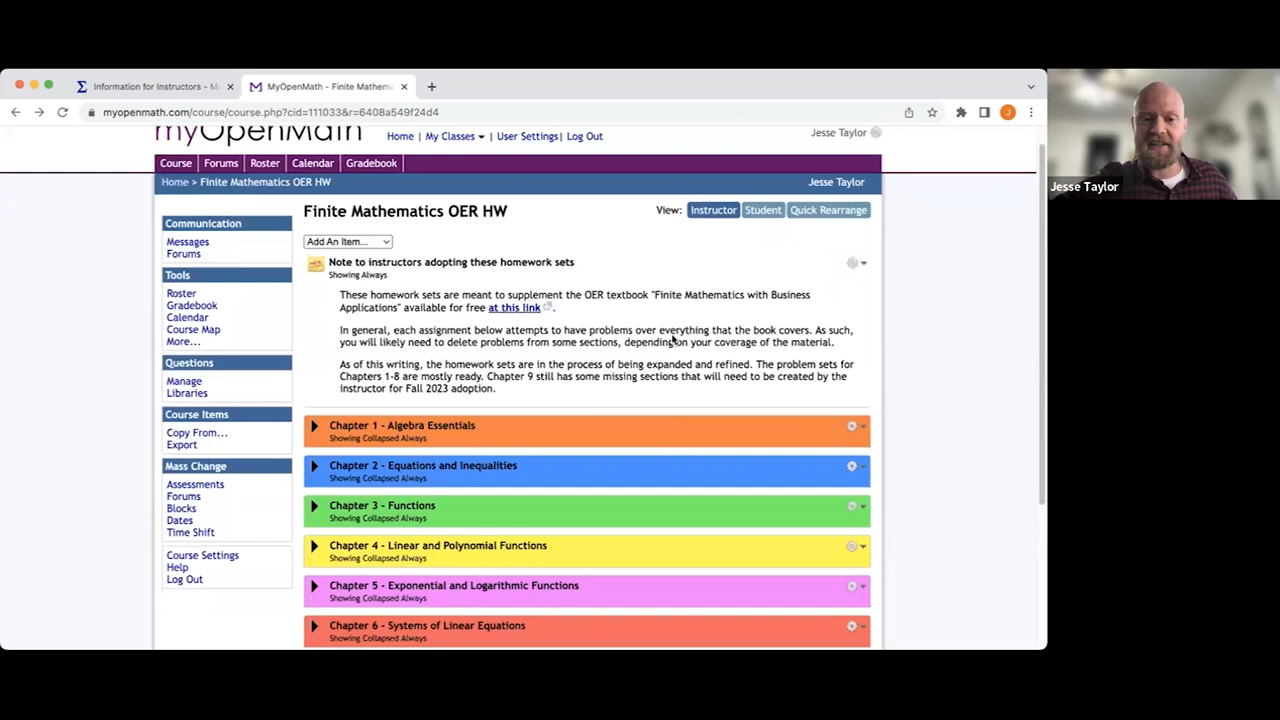 Information for Instructors - M
MyOpenMath - Finite Mathema
myopenmath.com/course/course.php?cid=111033&r=6408a549f24d4
J
myOpenMath
Home | My Classes | User Settings | Log Out
Jesse Taylor
Course Forums Roster Calendar Gradebook
Home > Finite Mathematics OER HW
Jesse Taylor
Communication
Messages
Forums
Tools
Roster
Gradebook
Calendar
Course Map
More...
Questions
Manage
Libraries
Course Items
Copy From...
Export
Mass Change
Assessments
Forums
Blocks
Dates
Time Shift
Course Settings
Help
Log Out
Finite Mathematics OER HW
View: Instructor Student Quick Rearrange
Add An Item...
Note to instructors adopting these homework sets
Showing Always
These homework sets are meant to supplement the OER textbook "Finite Mathematics with Business
Applications" available for free at this link.
In general, each assignment below attempts to have problems over everything that the book covers. As such,
you will likely need to delete problems from some sections, depending on your coverage of the material.
As of this writing, the homework sets are in the process of being expanded and refined. The problem sets for
Chapters 1-8 are mostly ready. Chapter 9 still has some missing sections that will need to be created by the
instructor for Fall 2023 adoption.
Chapter 1 - Algebra Essentials
Showing Collapsed Always
Chapter 2 - Equations and Inequalities
Showing Collapsed Always
Chapter 3 - Functions
Showing Collapsed Always
Chapter 4 - Linear and Polynomial Functions
Showing Collapsed Always
Chapter 5 - Exponential and Logarithmic Functions
Showing Collapsed Always
Chapter 6 - Systems of Linear Equations
Showing Collapsed Always
Jesse Taylor